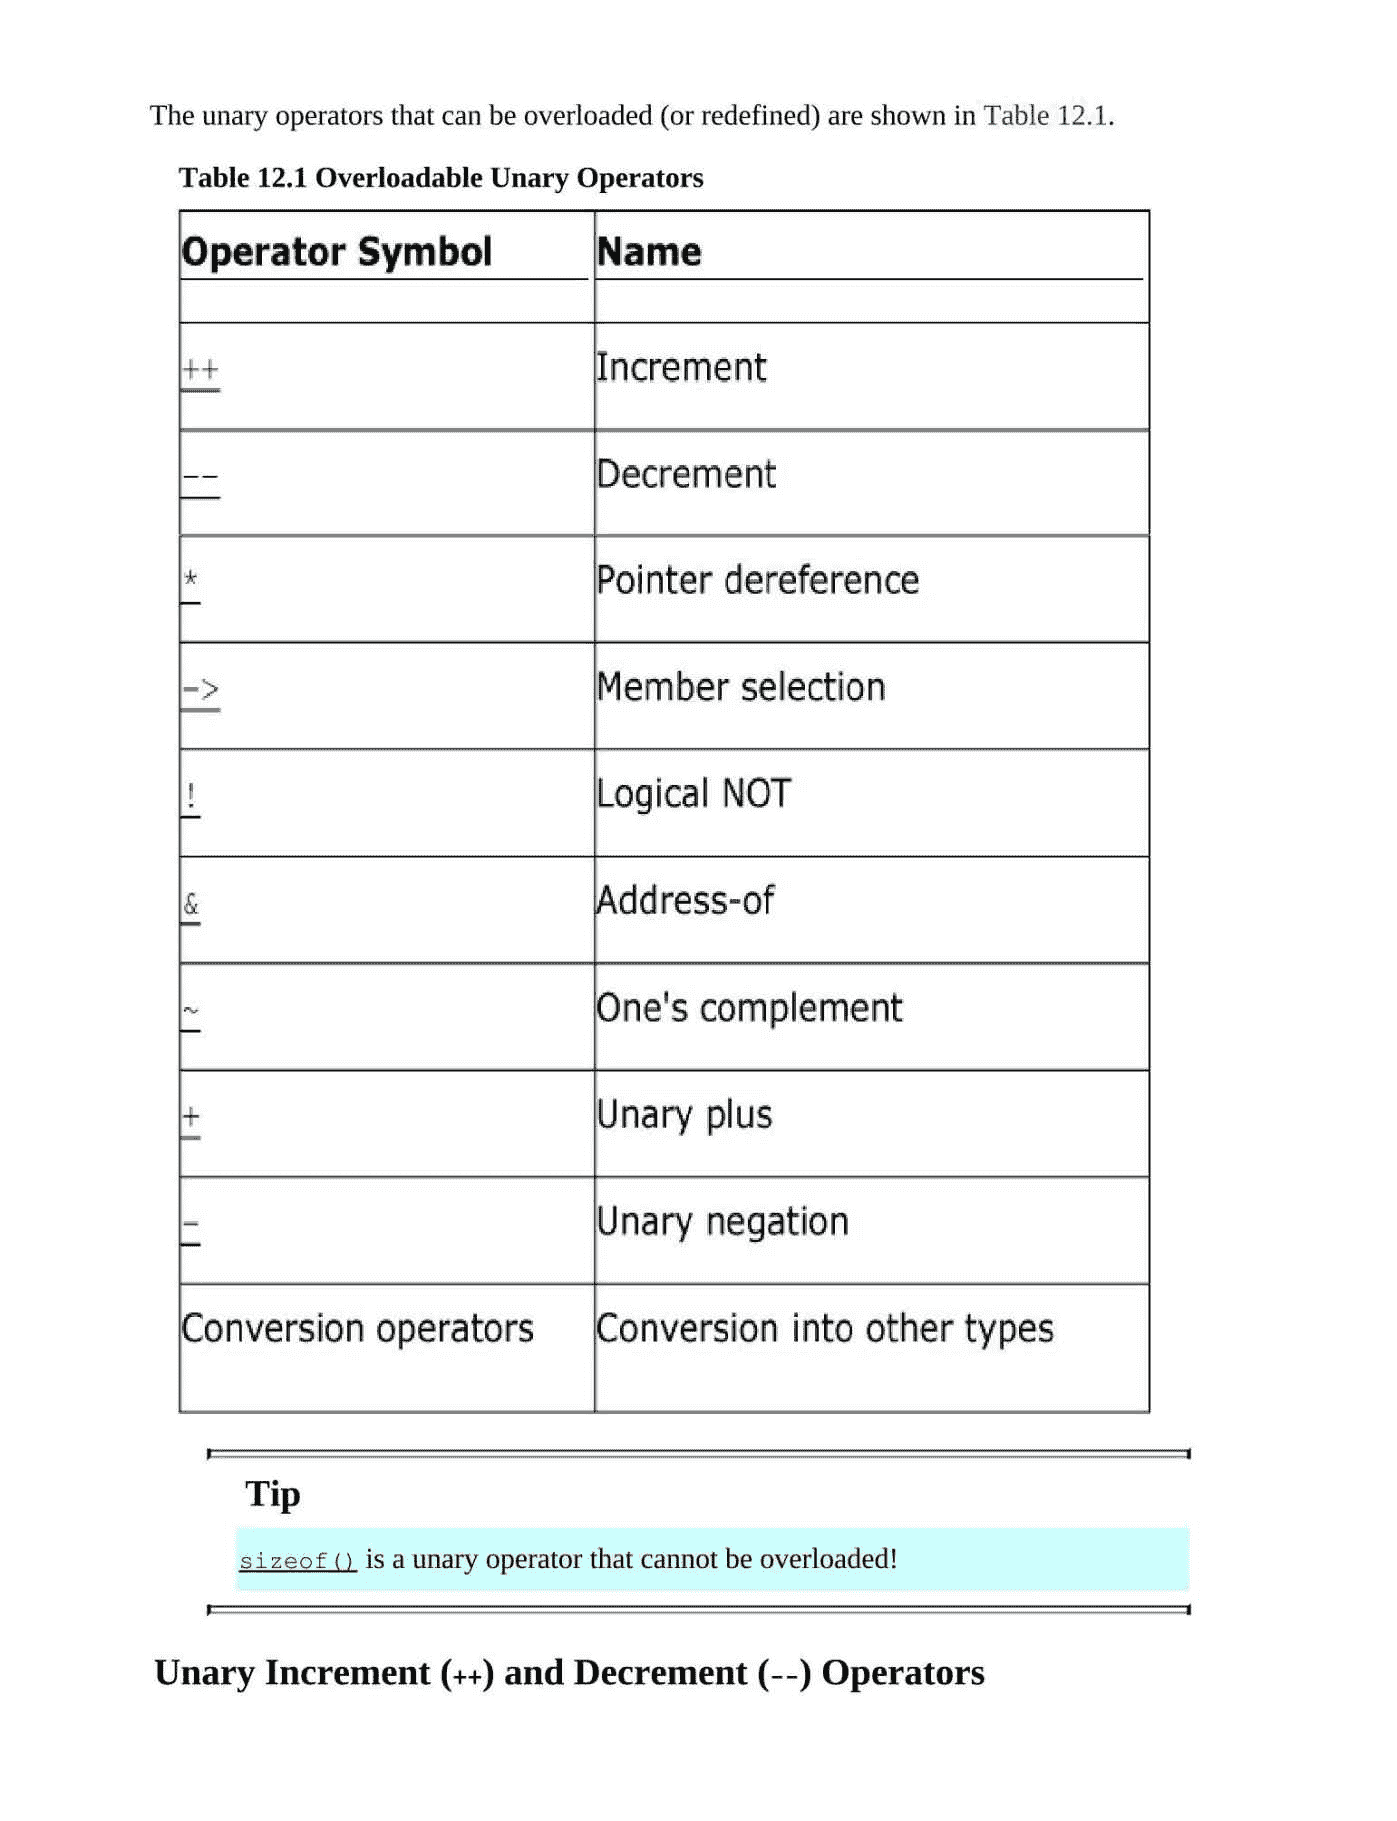 The unary operators that can be overloaded (or redefined) are shown in Table 12.1.
Table 12.1 Overloadable Unary Operators
Operator Symbol Name
++ Increment
-- Decrement
* Pointer dereference
-> Member selection
! Logical NOT
& Address-of
~ One's complement
+ Unary plus
- Unary negation
Conversion operators Conversion into other types
Tip
sizeof() is a unary operator that cannot be overloaded!
Unary Increment (++) and Decrement (--) Operators